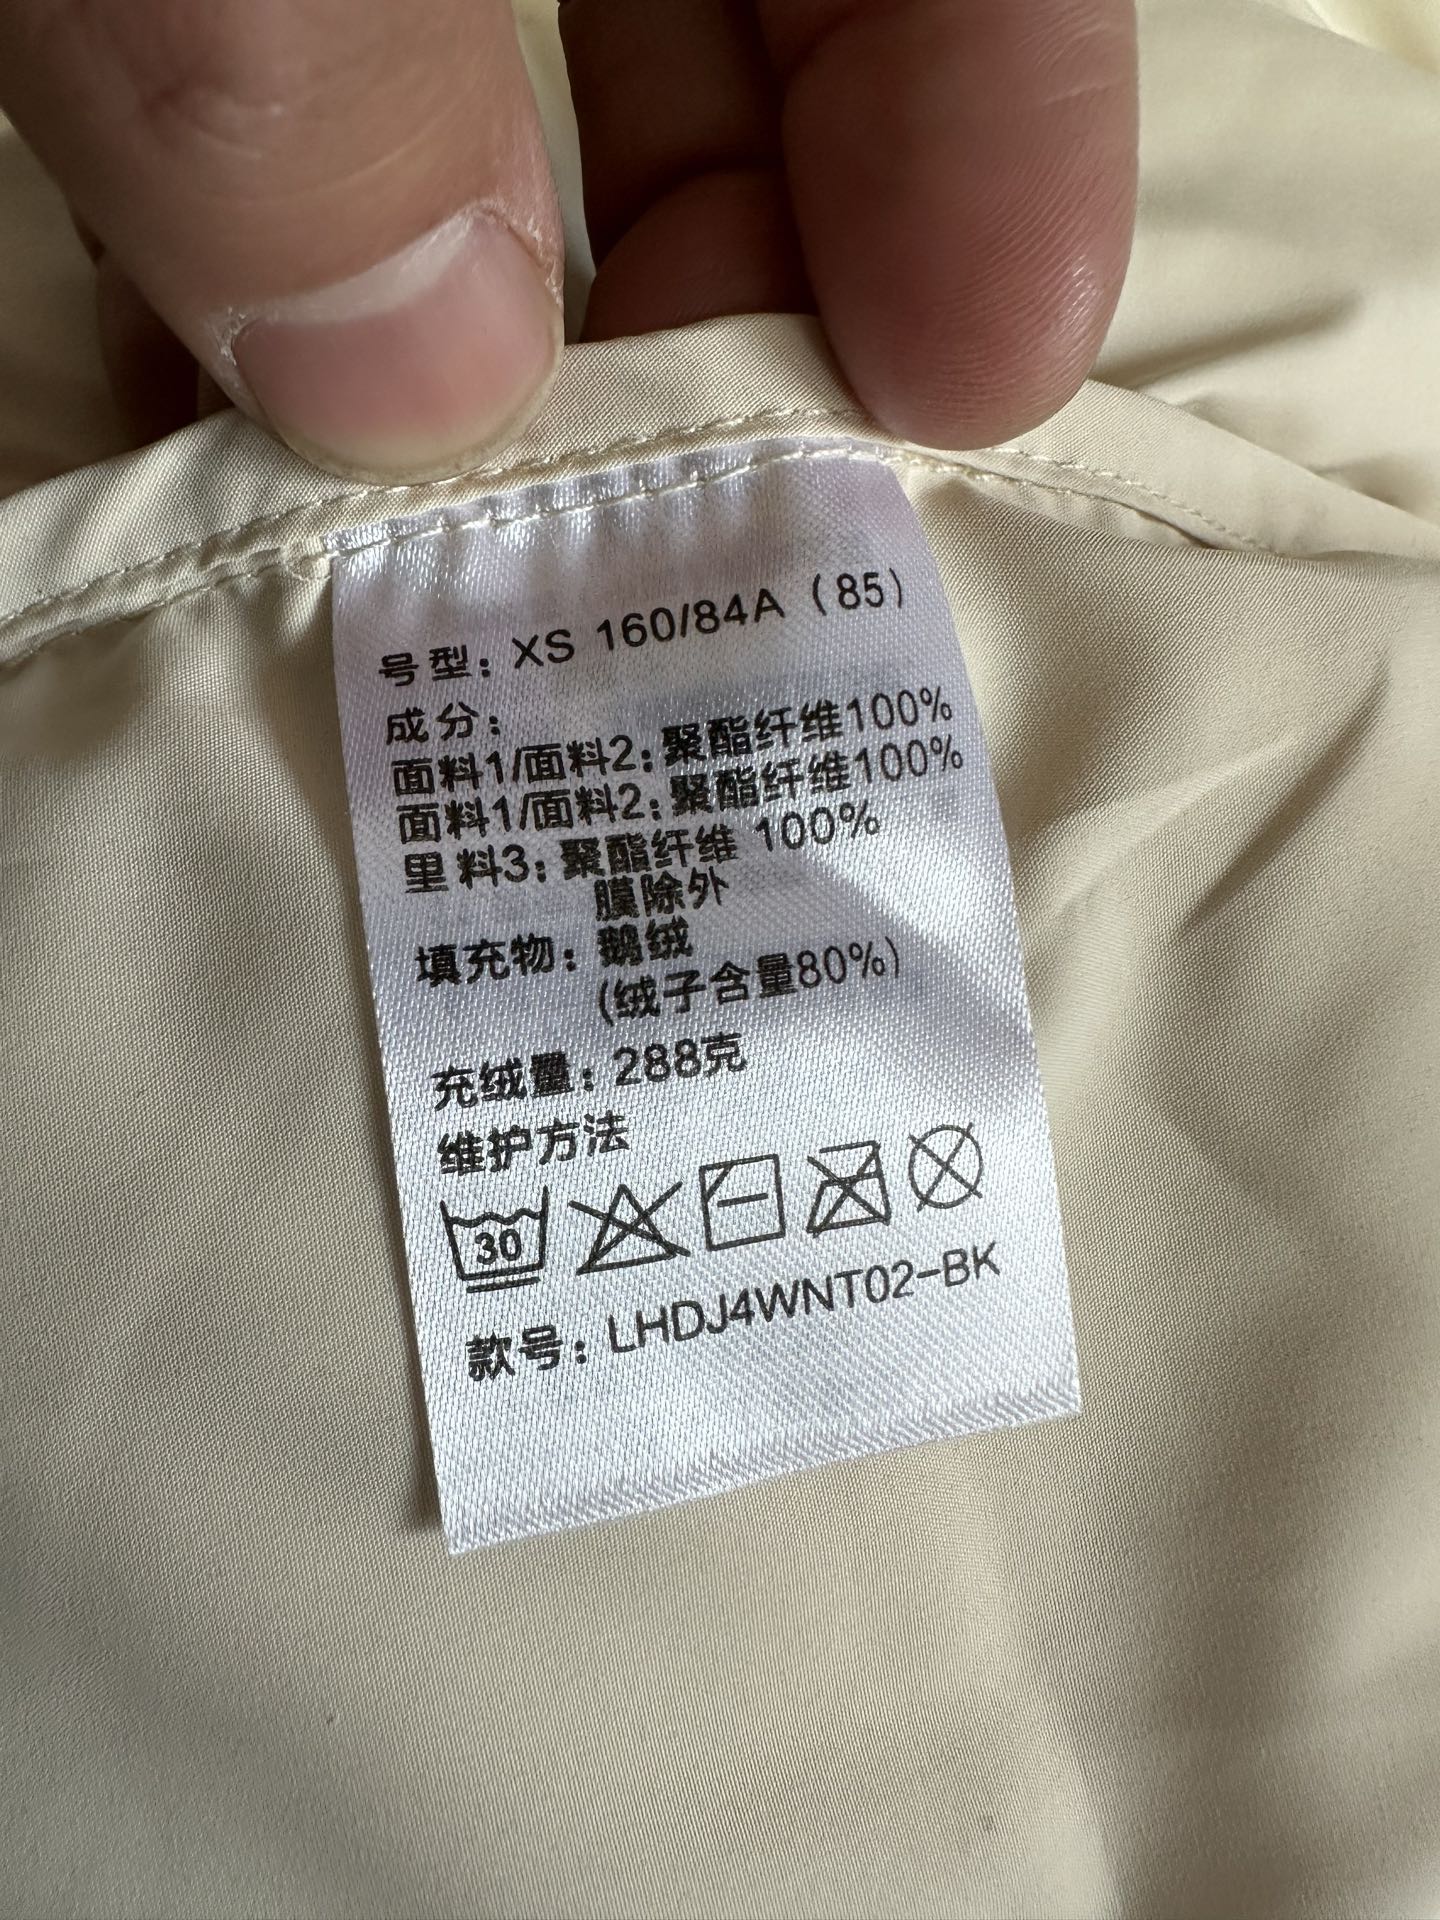 号型：XS 160/84A（85）
成分：
面料1/面料2：聚酯纤维100%
面料1/面料2：聚酯纤维100%
里料3：聚酯纤维 100%
膜除外
填充物：鹅绒
(绒子含量80%)
充绒量：288克
维护方法
30
款号：LHDJ4WNT02-BK